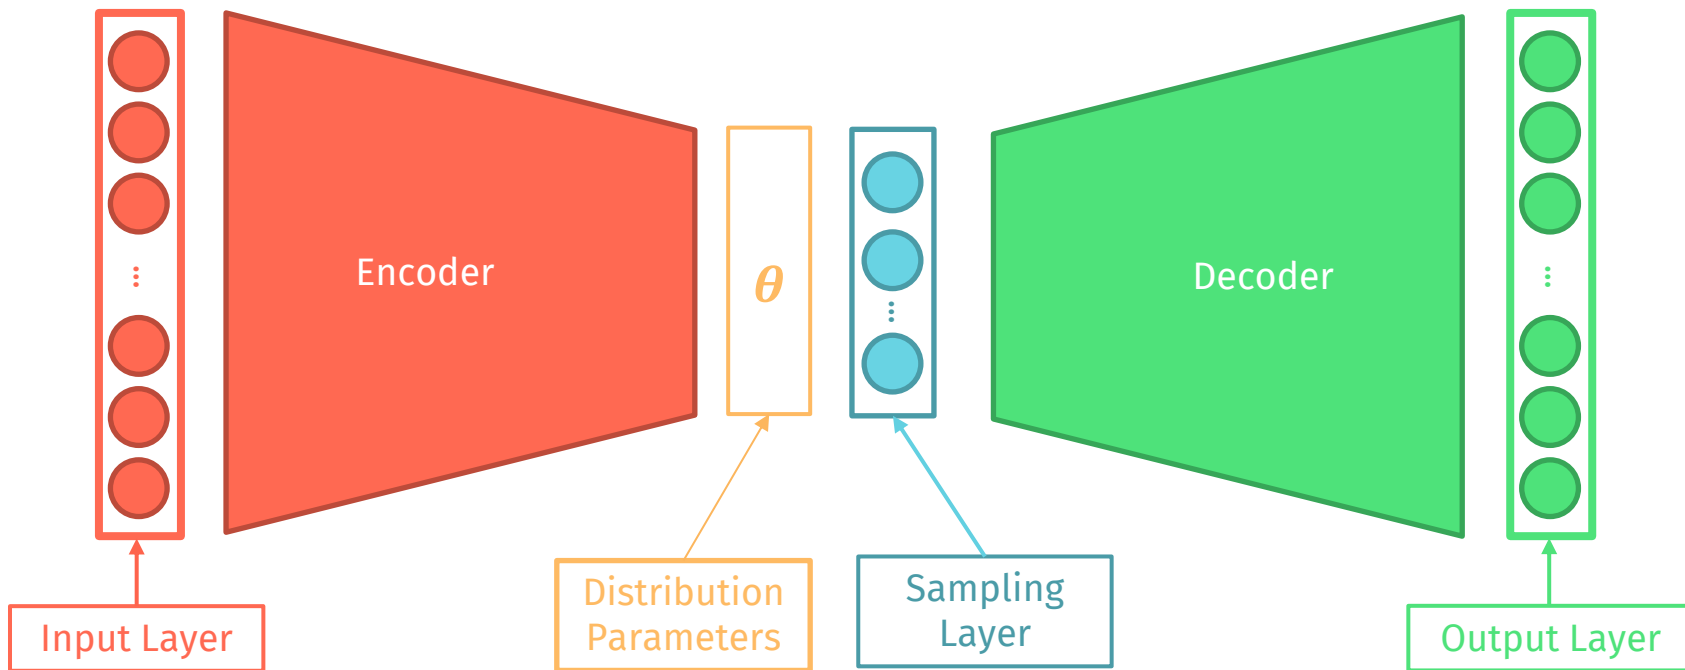 Encoder
θ
Decoder
Input Layer
Distribution
Parameters
Sampling
Layer
Output Layer